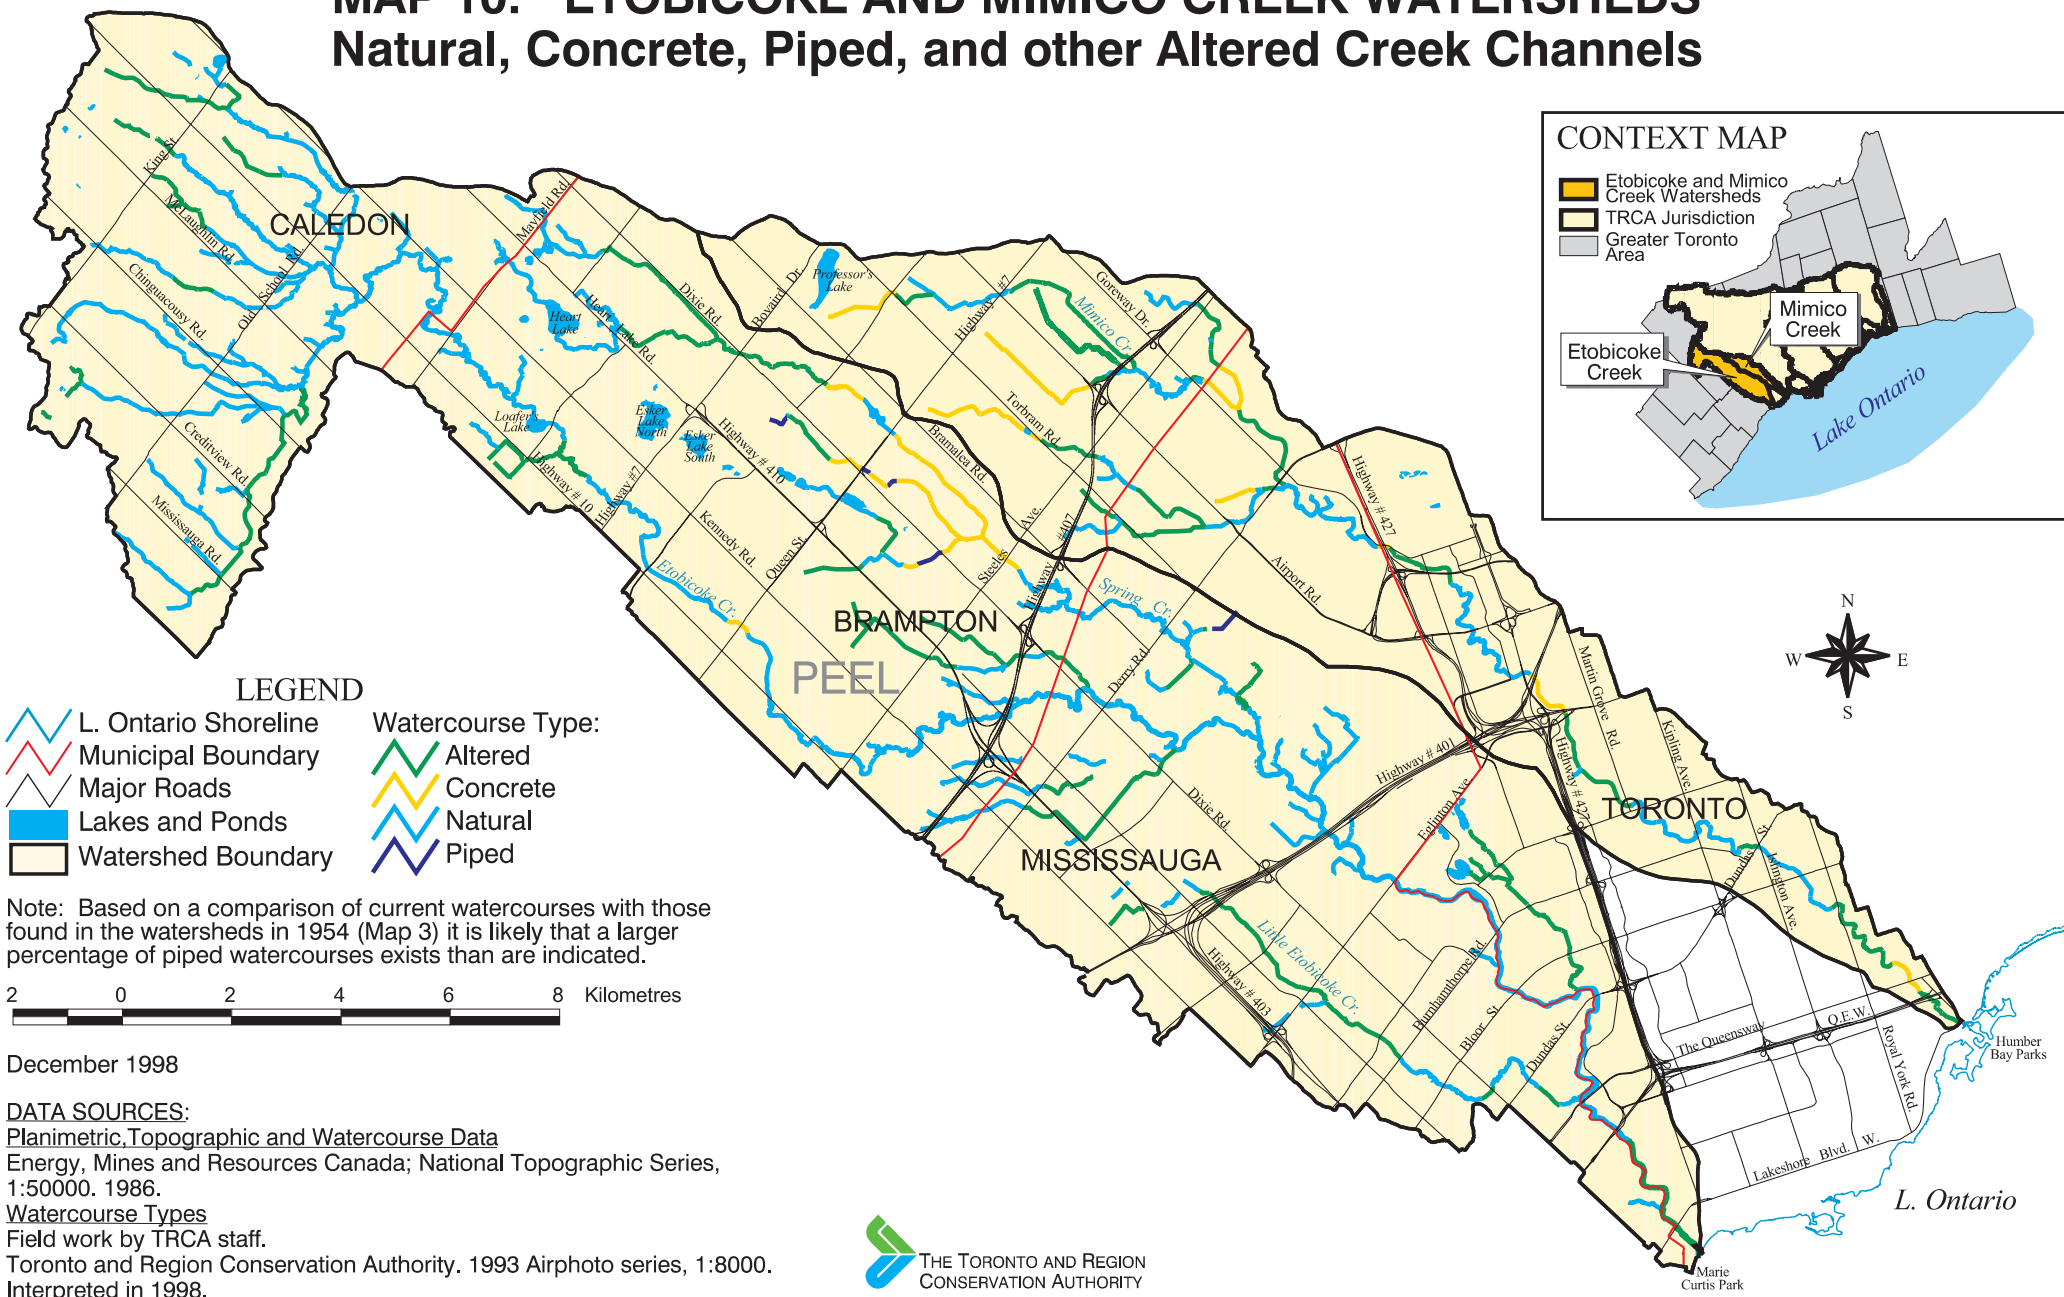 MAP 10: ETOBICOKE AND MIMICO CREEK WATERSHEDS
Natural, Concrete, Piped, and other Altered Creek Channels
CONTEXT MAP
Etobicoke and Mimico
Creek Watersheds
TRCA Jurisdiction
Greater Toronto
Area
Mimico
Creek
Etobicoke
Creek
Lake Ontario
CALEDON
King St.
McLaughlin Rd.
Chinguacousy Rd.
Old School Rd.
Creditview Rd.
Mississauga Rd.
Mayfield Rd.
Heart
Lake
Heart Lake Rd.
Dixie Rd.
Bovaird Dr.
Professor's
Lake
Highway #7
Mimico Cr.
Goreway Dr.
Torbram Rd.
Loafer's
Lake
Esker
Lake
North
Esker
Lake
South
Highway # 410
Highway # 10
Highway #7
Kennedy Rd.
Queen St.
Bramalea Rd.
Steeles Ave.
Highway #407
Etobicoke Cr.
Spring Cr.
BRAMPTON
PEEL
Derry Rd.
Airport Rd.
Highway # 427
Martin Grove Rd.
Kipling Ave.
Highway # 401
Highway # 427
Eglinton Ave.
Dixie Rd.
TORONTO
MISSISSAUGA
Dundas St.
Islington Ave.
Little Etobicoke Cr.
Highway # 403
Burnhamthorpe Rd.
Bloor St
Dundas St.
The Queensway
Q.E.W.
Royal York Rd.
Humber
Bay Parks
Lakeshore Blvd. W.
L. Ontario
Marie
Curtis Park
N
W
E
S
LEGEND
L. Ontario Shoreline
Municipal Boundary
Major Roads
Lakes and Ponds
Watershed Boundary
Watercourse Type:
Altered
Concrete
Natural
Piped
Note: Based on a comparison of current watercourses with those
found in the watersheds in 1954 (Map 3) it is likely that a larger
percentage of piped watercourses exists than are indicated.
2 0 2 4 6 8 Kilometres
December 1998
DATA SOURCES:
Planimetric,Topographic and Watercourse Data
Energy, Mines and Resources Canada; National Topographic Series,
1:50000. 1986.
Watercourse Types
Field work by TRCA staff.
Toronto and Region Conservation Authority. 1993 Airphoto series, 1:8000.
Interpreted in 1998.
THE TORONTO AND REGION
CONSERVATION AUTHORITY